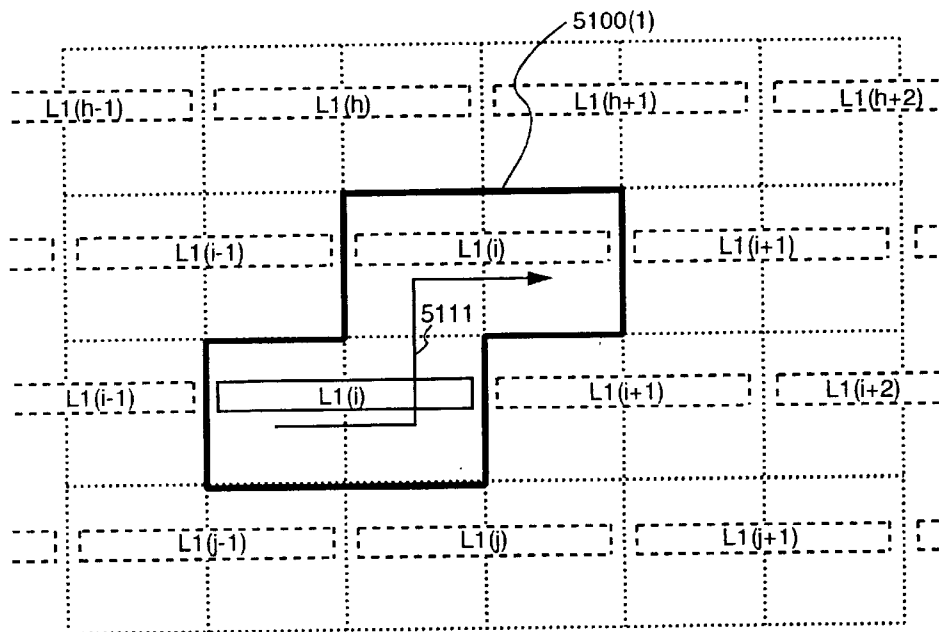 5100(1)
L1(h-1) L1(h) L1(h+1) L1(h+2)
L1(i-1) L1(i) L1(i+1)
5111
L1(i-1) L1(i) L1(i+1) L1(i+2)
L1(j-1) L1(j) L1(j+1)